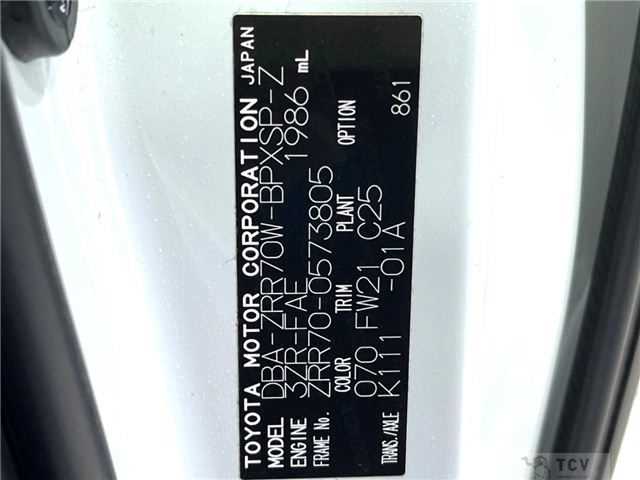 TOYOTA MOTOR CORPORATION JAPAN
MODEL DBA-ZRR70W-BPXSP-Z
ENGINE 3ZR-FAE 1986 mL
FRAME No. ZRR70-0573805
COLOR TRIM PLANT OPTION
070 FW21 C25 861
TRANS./AXLE K111 -01A
TCV